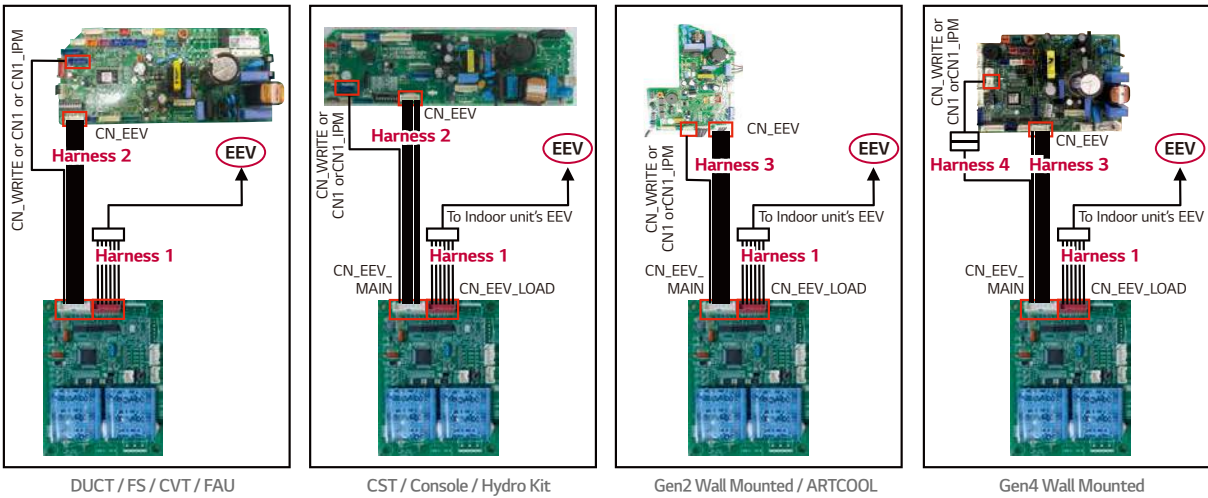 CN_WRITE or CN1 or CN1_IPM
CN_EEV
Harness 2
EEV
Harness 1
DUCT / FS / CVT / FAU
CN_WRITE or
CN1 orCN1_IPM
CN_EEV
Harness 2
EEV
To Indoor unit's EEV
Harness 1
CN_EEV_
MAIN
CN_EEV_LOAD
CST / Console / Hydro Kit
CN_WRITE or
CN1 orCN1_IPM
CN_EEV
Harness 3
EEV
To Indoor unit's EEV
Harness 1
CN_EEV_
MAIN
CN_EEV_LOAD
Gen2 Wall Mounted / ARTCOOL
CN_WRITE or
CN1 orCN1_IPM
CN_EEV
Harness 4
Harness 3
EEV
To Indoor unit's EEV
Harness 1
CN_EEV_
MAIN
CN_EEV_LOAD
Gen4 Wall Mounted